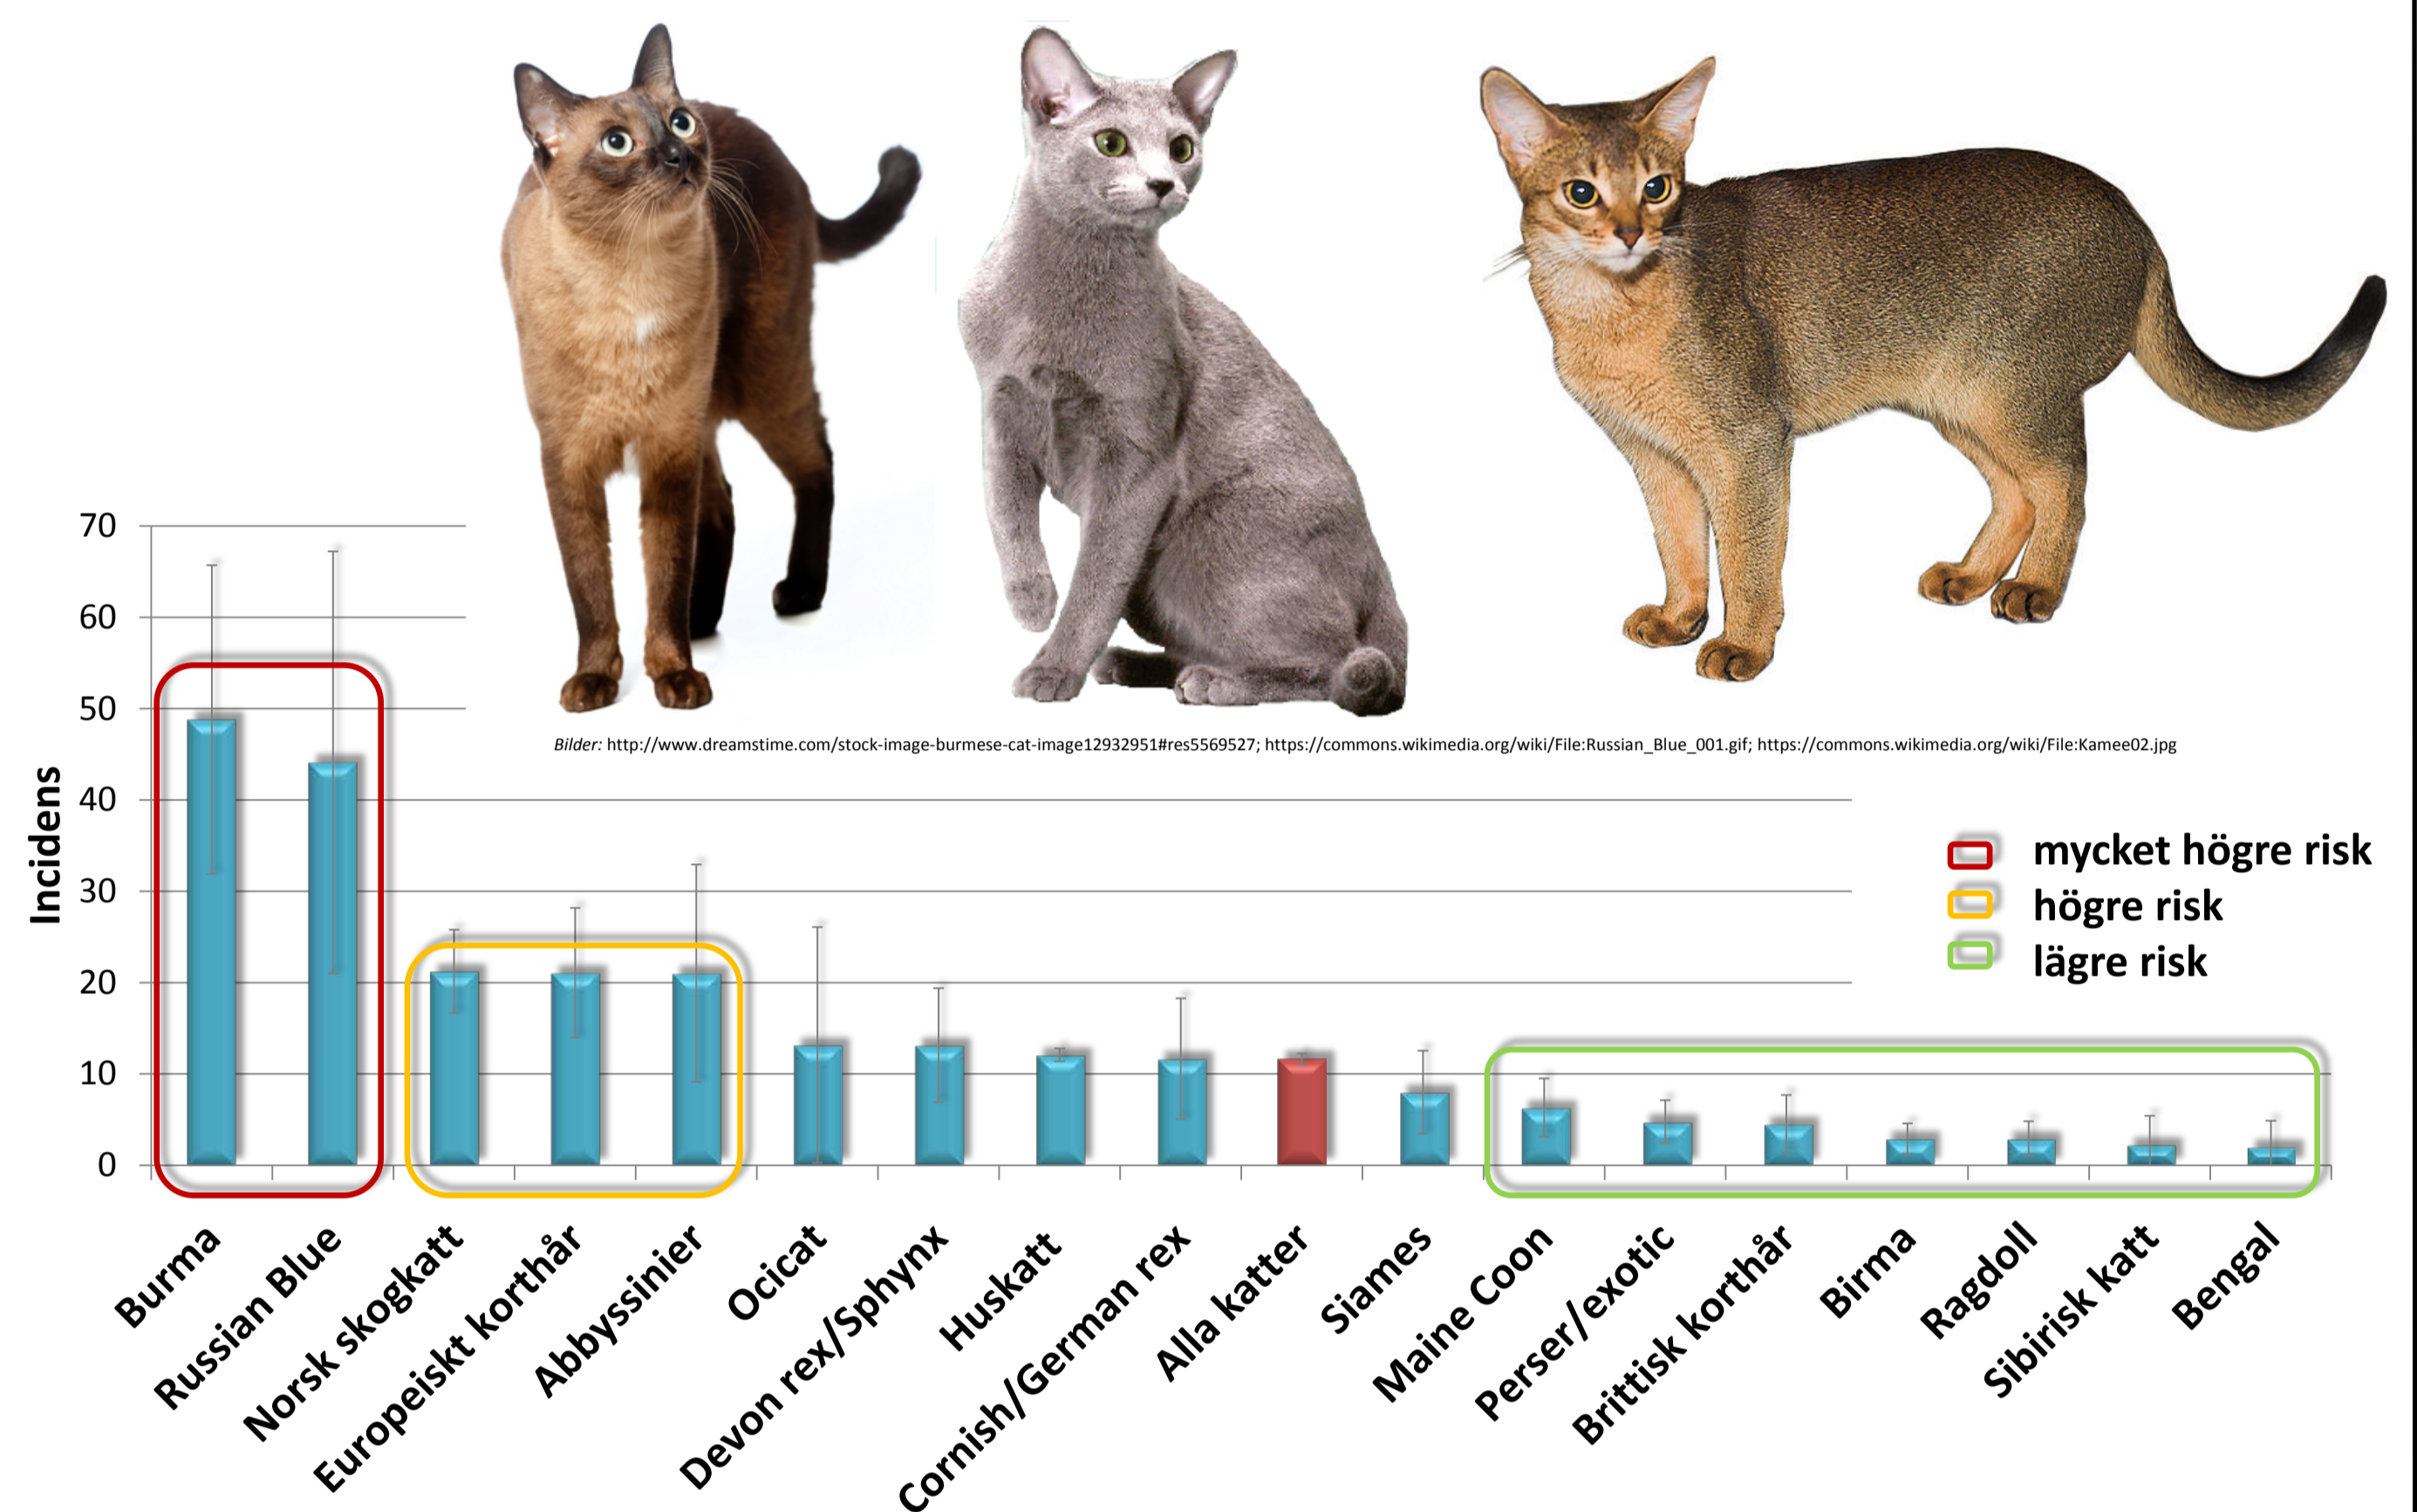 70
60
50
40
30
20
10
0
Incidens
Bilder: http://www.dreamstime.com/stock-image-burmese-cat-image12932951#res5569527; https://commons.wikimedia.org/wiki/File:Russian_Blue_001.gif; https://commons.wikimedia.org/wiki/File:Kamee02.jpg
mycket högre risk
högre risk
lägre risk
Burma
Russian Blue
Norsk skogkatt
Europeiskt korthår
Abbyssinier
Ocicat
Devon rex/Sphynx
Huskatt
Cornish/German rex
Alla katter
Siames
Maine Coon
Perser/exotic
Brittisk korthår
Birma
Ragdoll
Sibirisk katt
Bengal